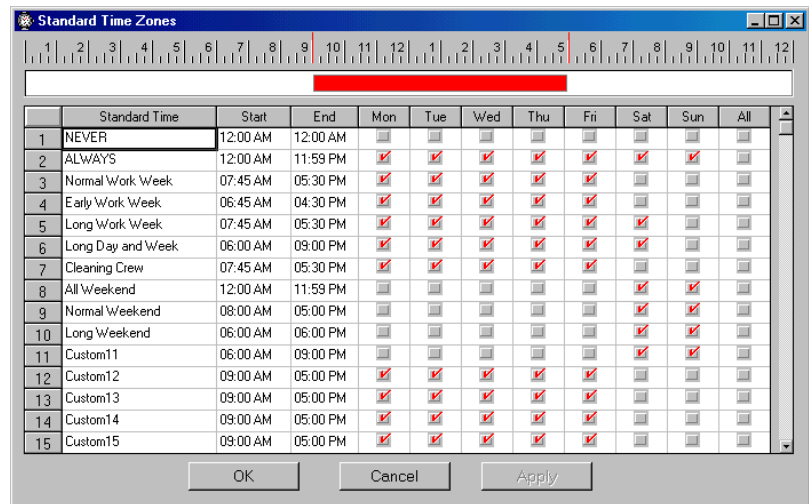 Standard Time Zones
1 2 3 4 5 6 7 8 9 10 11 12 1 2 3 4 5 6 7 8 9 10 11 12
Standard Time Start End Mon Tue Wed Thu Fri Sat Sun All
1 NEVER 12:00 AM 12:00 AM
2 ALWAYS 12:00 AM 11:59 PM
3 Normal Work Week 07:45 AM 05:30 PM
4 Early Work Week 06:45 AM 04:30 PM
5 Long Work Week 07:45 AM 05:30 PM
6 Long Day and Week 06:00 AM 09:00 PM
7 Cleaning Crew 07:45 AM 05:30 PM
8 All Weekend 12:00 AM 11:59 PM
9 Normal Weekend 08:00 AM 05:00 PM
10 Long Weekend 06:00 AM 06:00 PM
11 Custom11 06:00 AM 09:00 PM
12 Custom12 09:00 AM 05:00 PM
13 Custom13 09:00 AM 05:00 PM
14 Custom14 09:00 AM 05:00 PM
15 Custom15 09:00 AM 05:00 PM
OK Cancel Apply